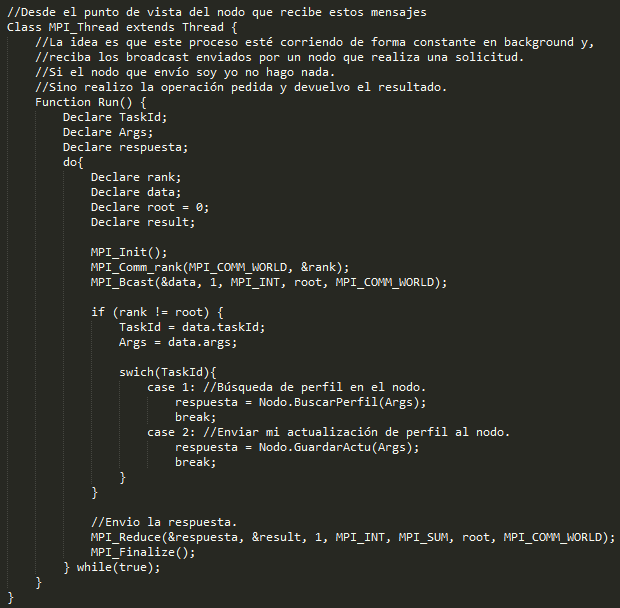 //Desde el punto de vista del nodo que recibe estos mensajes
Class MPI_Thread extends Thread {
//La idea es que este proceso esté corriendo de forma constante en background y,
//reciba los broadcast enviados por un nodo que realiza una solicitud.
//Si el nodo que envío soy yo no hago nada.
//Sino realizo la operación pedida y devuelvo el resultado.
Function Run() {
Declare TaskId;
Declare Args;
Declare respuesta;
do{
Declare rank;
Declare data;
Declare root = 0;
Declare result;
MPI_Init();
MPI_Comm_rank(MPI_COMM_WORLD, &rank);
MPI_Bcast(&data, 1, MPI_INT, root, MPI_COMM_WORLD);
if (rank != root) {
TaskId = data.taskId;
Args = data.args;
swich(TaskId){
case 1: //Búsqueda de perfil en el nodo.
respuesta = Nodo.BuscarPerfil(Args);
break;
case 2: //Enviar mi actualización de perfil al nodo.
respuesta = Nodo.GuardarActu(Args);
break;
}
}
//Envio la respuesta.
MPI_Reduce(&respuesta, &result, 1, MPI_INT, MPI_SUM, root, MPI_COMM_WORLD);
MPI_Finalize();
} while(true);
}
}